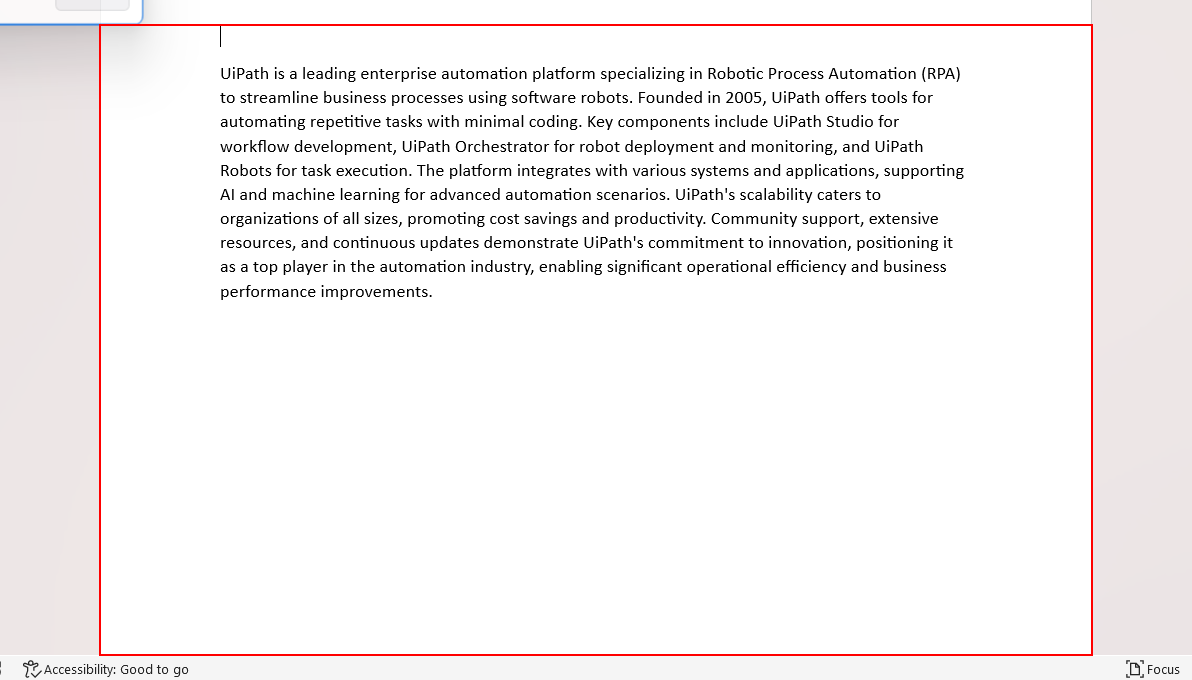 UiPath is a leading enterprise automation platform specializing in Robotic Process Automation (RPA)
to streamline business processes using software robots. Founded in 2005, UiPath offers tools for
automating repetitive tasks with minimal coding. Key components include UiPath Studio for
workflow development, UiPath Orchestrator for robot deployment and monitoring, and UiPath
Robots for task execution. The platform integrates with various systems and applications, supporting
AI and machine learning for advanced automation scenarios. UiPath's scalability caters to
organizations of all sizes, promoting cost savings and productivity. Community support, extensive
resources, and continuous updates demonstrate UiPath's commitment to innovation, positioning it
as a top player in the automation industry, enabling significant operational efficiency and business
performance improvements.
Accessibility: Good to go
Focus